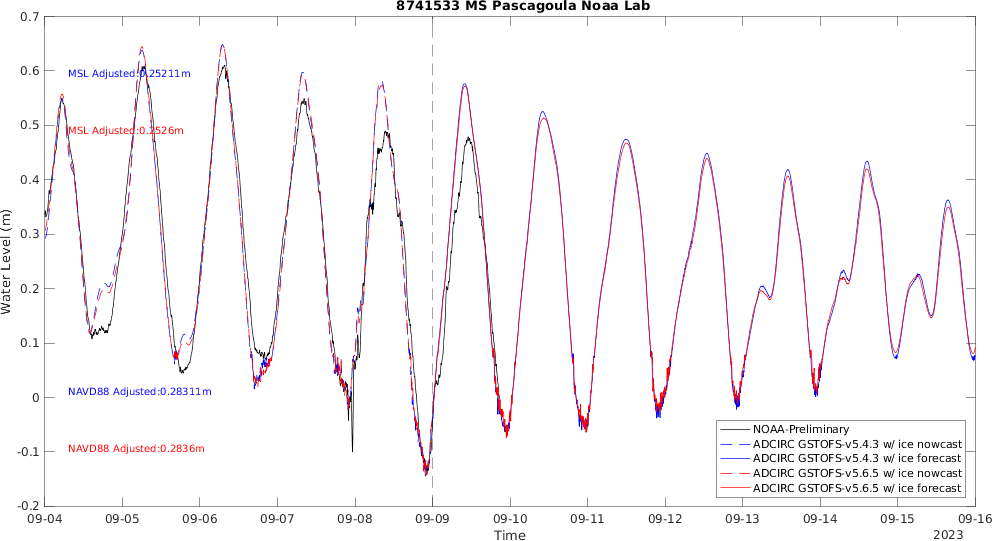 8741533 MS Pascagoula Noaa Lab
0.7
0.6
0.5
0.4
0.3
0.2
0.1
0
-0.1
-0.2
Water Level (m)
MSL Adjusted:0.25211m
MSL Adjusted:0.2526m
NAVD88 Adjusted:0.28311m
NAVD88 Adjusted:0.2836m
NOAA-Preliminary
ADCIRC GSTOFS-v5.4.3 w/ ice nowcast
ADCIRC GSTOFS-v5.4.3 w/ ice forecast
ADCIRC GSTOFS-v5.6.5 w/ ice nowcast
ADCIRC GSTOFS-v5.6.5 w/ ice forecast
09-04 09-05 09-06 09-07 09-08 09-09 09-10 09-11 09-12 09-13 09-14 09-15 09-16
Time
2023